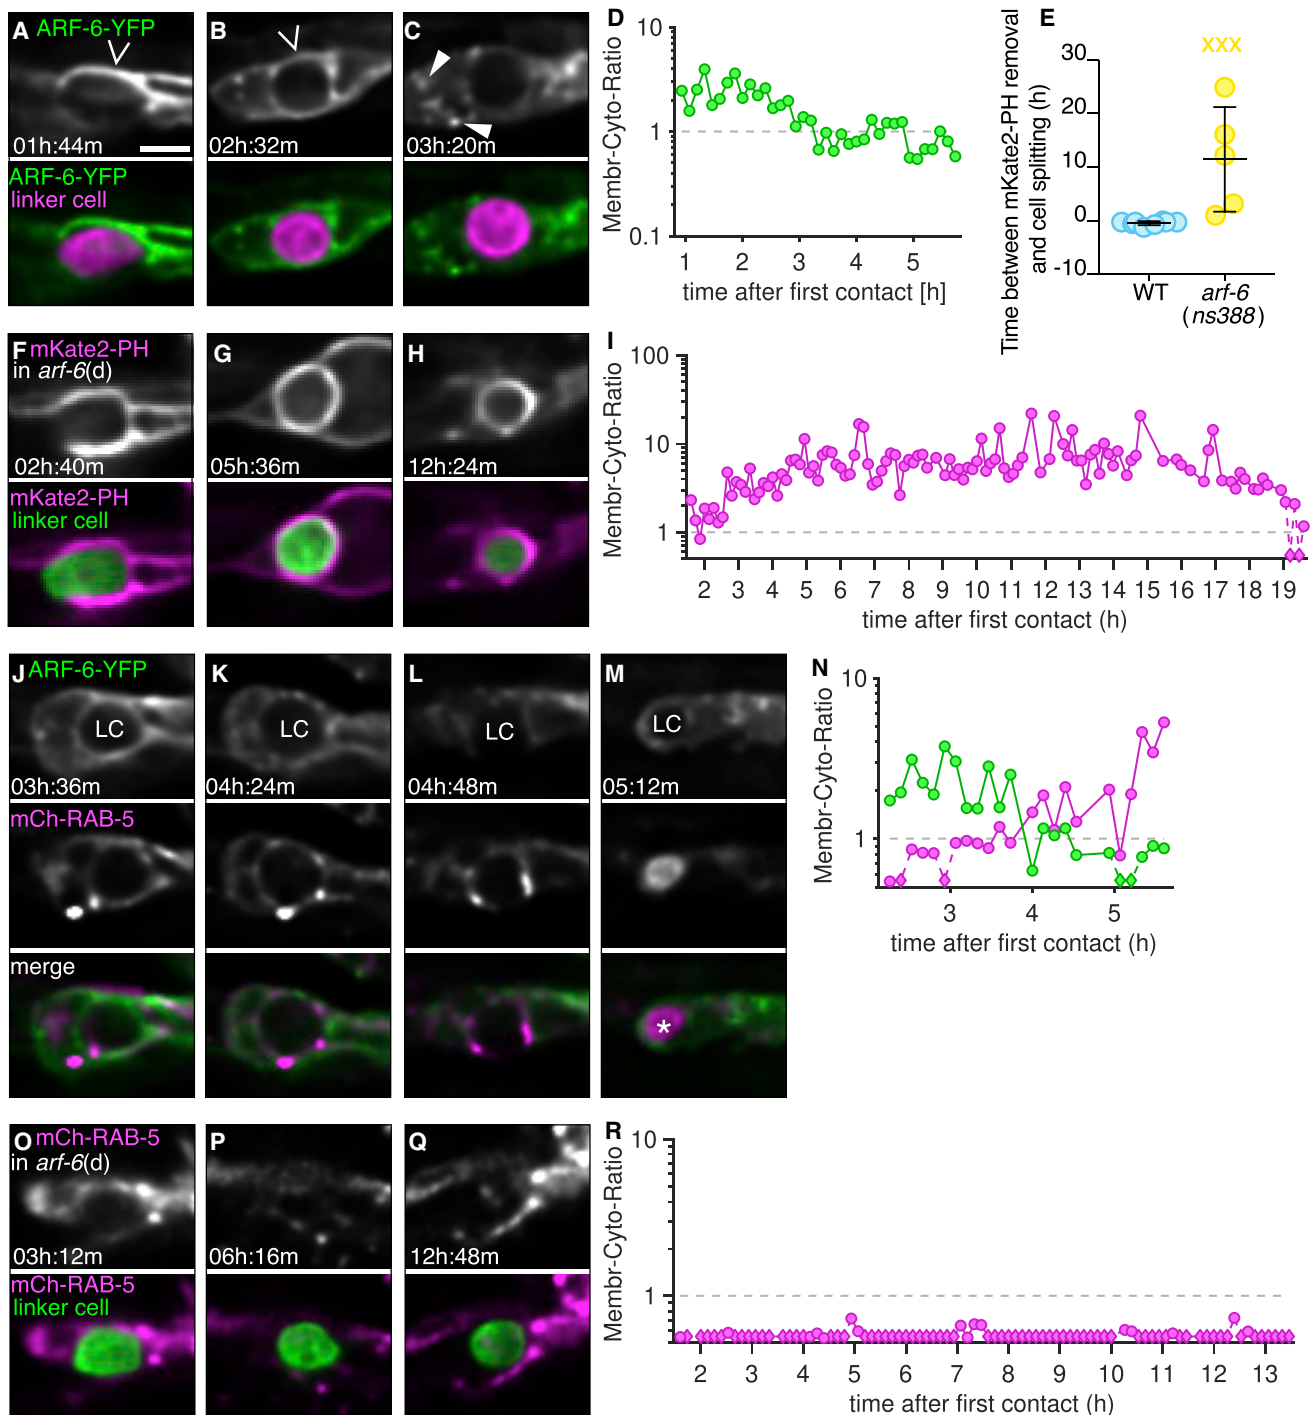 A ARF-6-YFP
01h:44m
ARF-6-YFP
linker cell
B
02h:32m
C
03h:20m
D
10
1
0.1
Membr-Cyto-Ratio
1 2 3 4 5
time after first contact [h]
E
Time between mKate2-PH removal
and cell splitting (h)
xxx
30
20
10
0
-10
WT
arf-6
(ns388)
F mKate2-PH
in arf-6(d)
02h:40m
mKate2-PH
linker cell
G
05h:36m
H
12h:24m
I
100
10
1
Membr-Cyto-Ratio
2 3 4 5 6 7 8 9 10 11 12 13 14 15 16 17 18 19
time after first contact (h)
J ARF-6-YFP
LC
03h:36m
mCh-RAB-5
merge
K
LC
04h:24m
L
LC
04h:48m
M
LC
05:12m
*
N
10
1
Membr-Cyto-Ratio
3 4 5
time after first contact (h)
O mCh-RAB-5
in arf-6(d)
03h:12m
mCh-RAB-5
linker cell
P
06h:16m
Q
12h:48m
R
10
1
Membr-Cyto-Ratio
2 3 4 5 6 7 8 9 10 11 12 13
time after first contact (h)